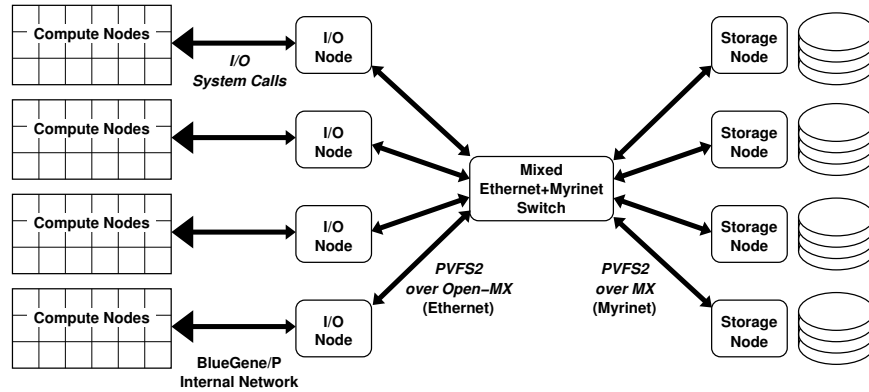 Compute Nodes
I/O
Node
Storage
Node
I/O
System Calls
Compute Nodes
I/O
Node
Storage
Node
Mixed
Ethernet+Myrinet
Switch
Compute Nodes
I/O
Node
Storage
Node
PVFS2
over Open−MX
(Ethernet)
PVFS2
over MX
(Myrinet)
Compute Nodes
I/O
Node
Storage
Node
BlueGene/P
Internal Network